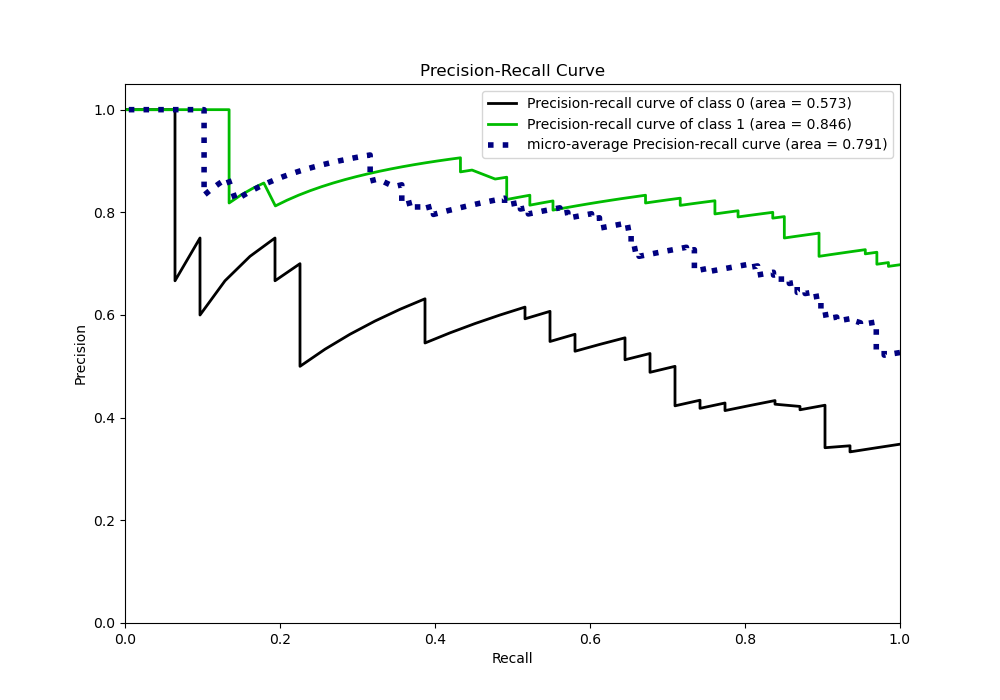 Precision-Recall Curve
Precision-recall curve of class 0 (area = 0.573)
Precision-recall curve of class 1 (area = 0.846)
micro-average Precision-recall curve (area = 0.791)
Precision
1.0
0.8
0.6
0.4
0.2
0.0
0.0 0.2 0.4 0.6 0.8 1.0
Recall